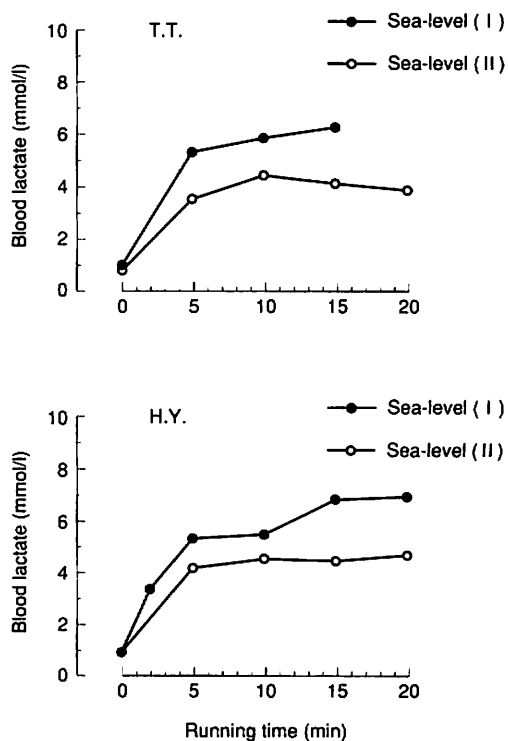 T.T.
Sea-level ( I )
Sea-level ( II )
Blood lactate (mmol/l)
10
8
6
4
2
0
0 5 10 15 20
H.Y.
Sea-level ( I )
Sea-level ( II )
Blood lactate (mmol/l)
10
8
6
4
2
0
0 5 10 15 20
Running time (min)